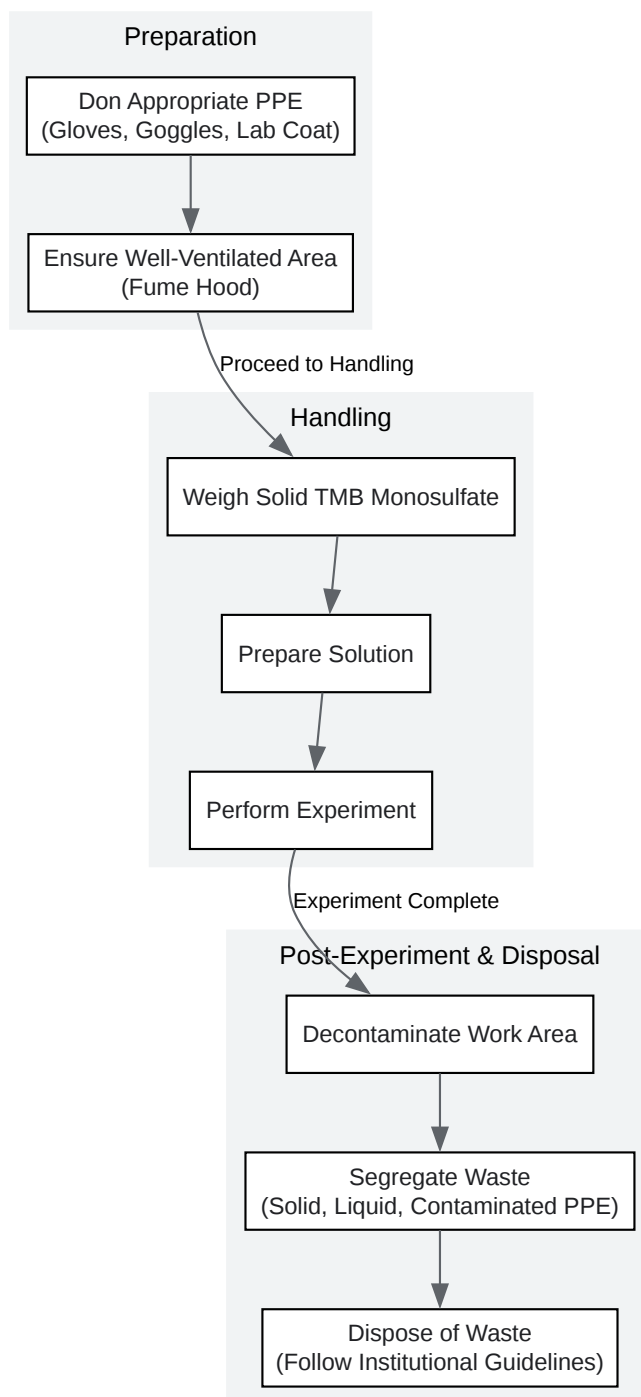 Preparation
Don Appropriate PPE
(Gloves, Goggles, Lab Coat)
Ensure Well-Ventilated Area
(Fume Hood)
Proceed to Handling
Handling
Weigh Solid TMB Monosulfate
Prepare Solution
Perform Experiment
Experiment Complete
Post-Experiment & Disposal
Decontaminate Work Area
Segregate Waste
(Solid, Liquid, Contaminated PPE)
Dispose of Waste
(Follow Institutional Guidelines)